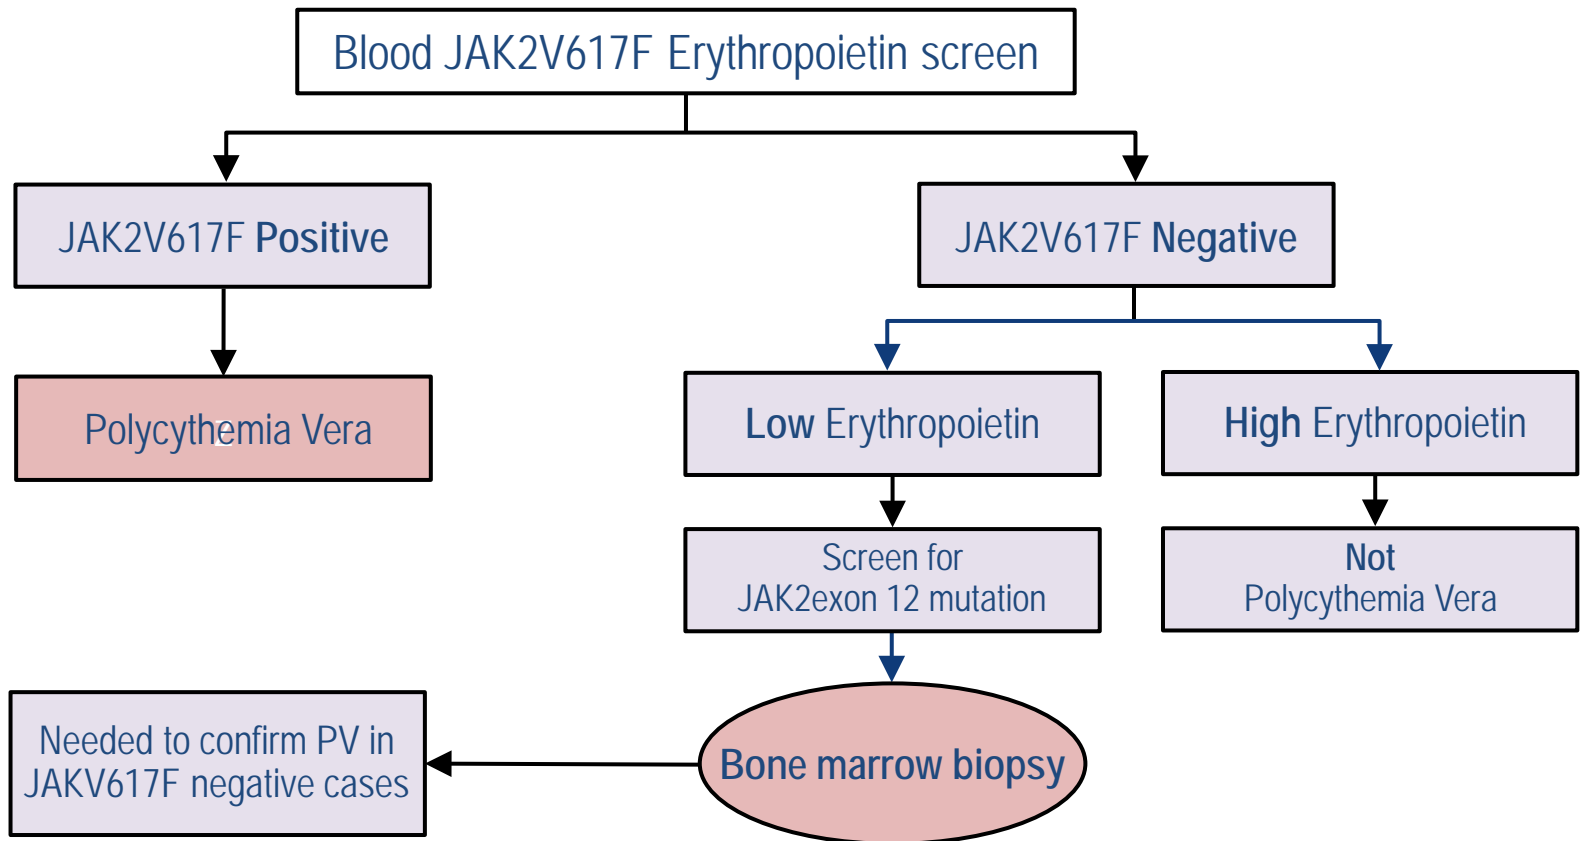 Blood JAK2V617F Erythropoietin screen
JAK2V617F Positive
JAK2V617F Negative
Polycythemia Vera
Low Erythropoietin
High Erythropoietin
Screen for
JAK2exon 12 mutation
Not
Polycythemia Vera
Needed to confirm PV in
JAKV617F negative cases
Bone marrow biopsy